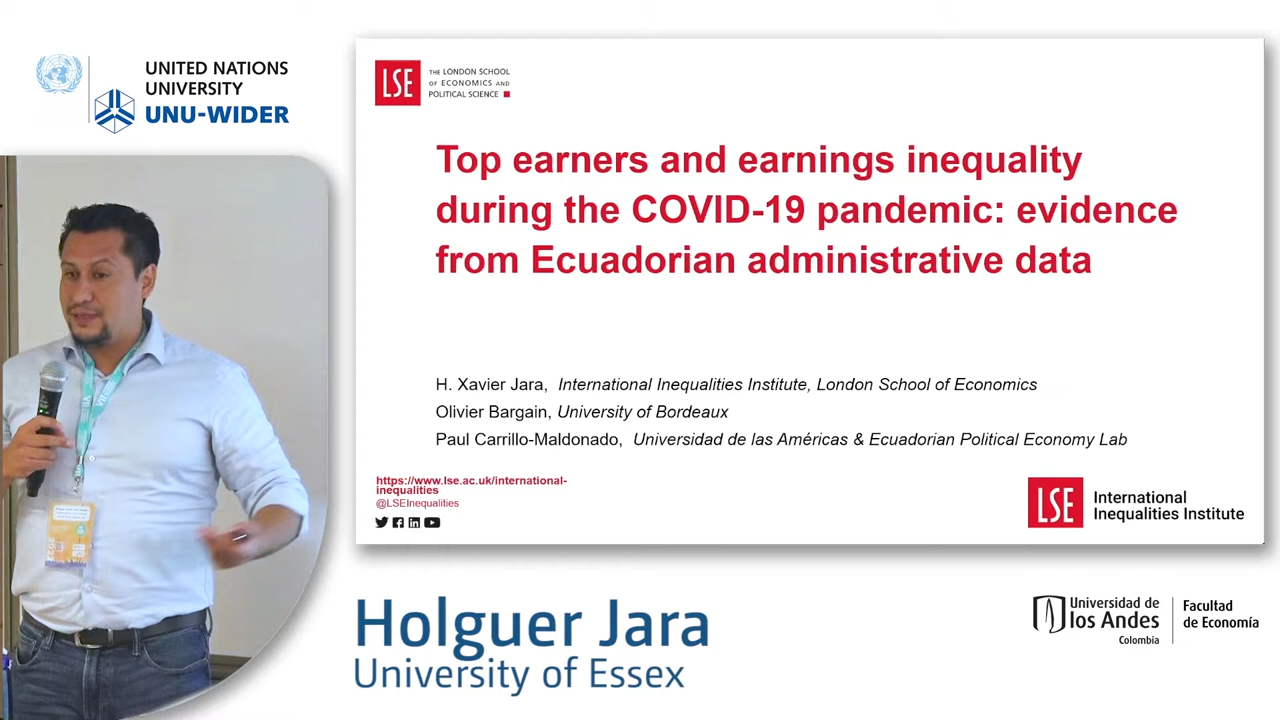 UNITED NATIONS
UNIVERSITY
UNU-WIDER
LSE
THE LONDON SCHOOL
OF ECONOMICS AND
POLITICAL SCIENCE
Top earners and earnings inequality
during the COVID-19 pandemic: evidence
from Ecuadorian administrative data
H. Xavier Jara, International Inequalities Institute, London School of Economics
Olivier Bargain, University of Bordeaux
Paul Carrillo-Maldonado, Universidad de las Américas & Ecuadorian Political Economy Lab
https://www.lse.ac.uk/international-
inequalities
@LSEInequalities
LSE
International
Inequalities Institute
Holguer Jara
University of Essex
Universidad de
los Andes
Colombia
Facultad
de Economía